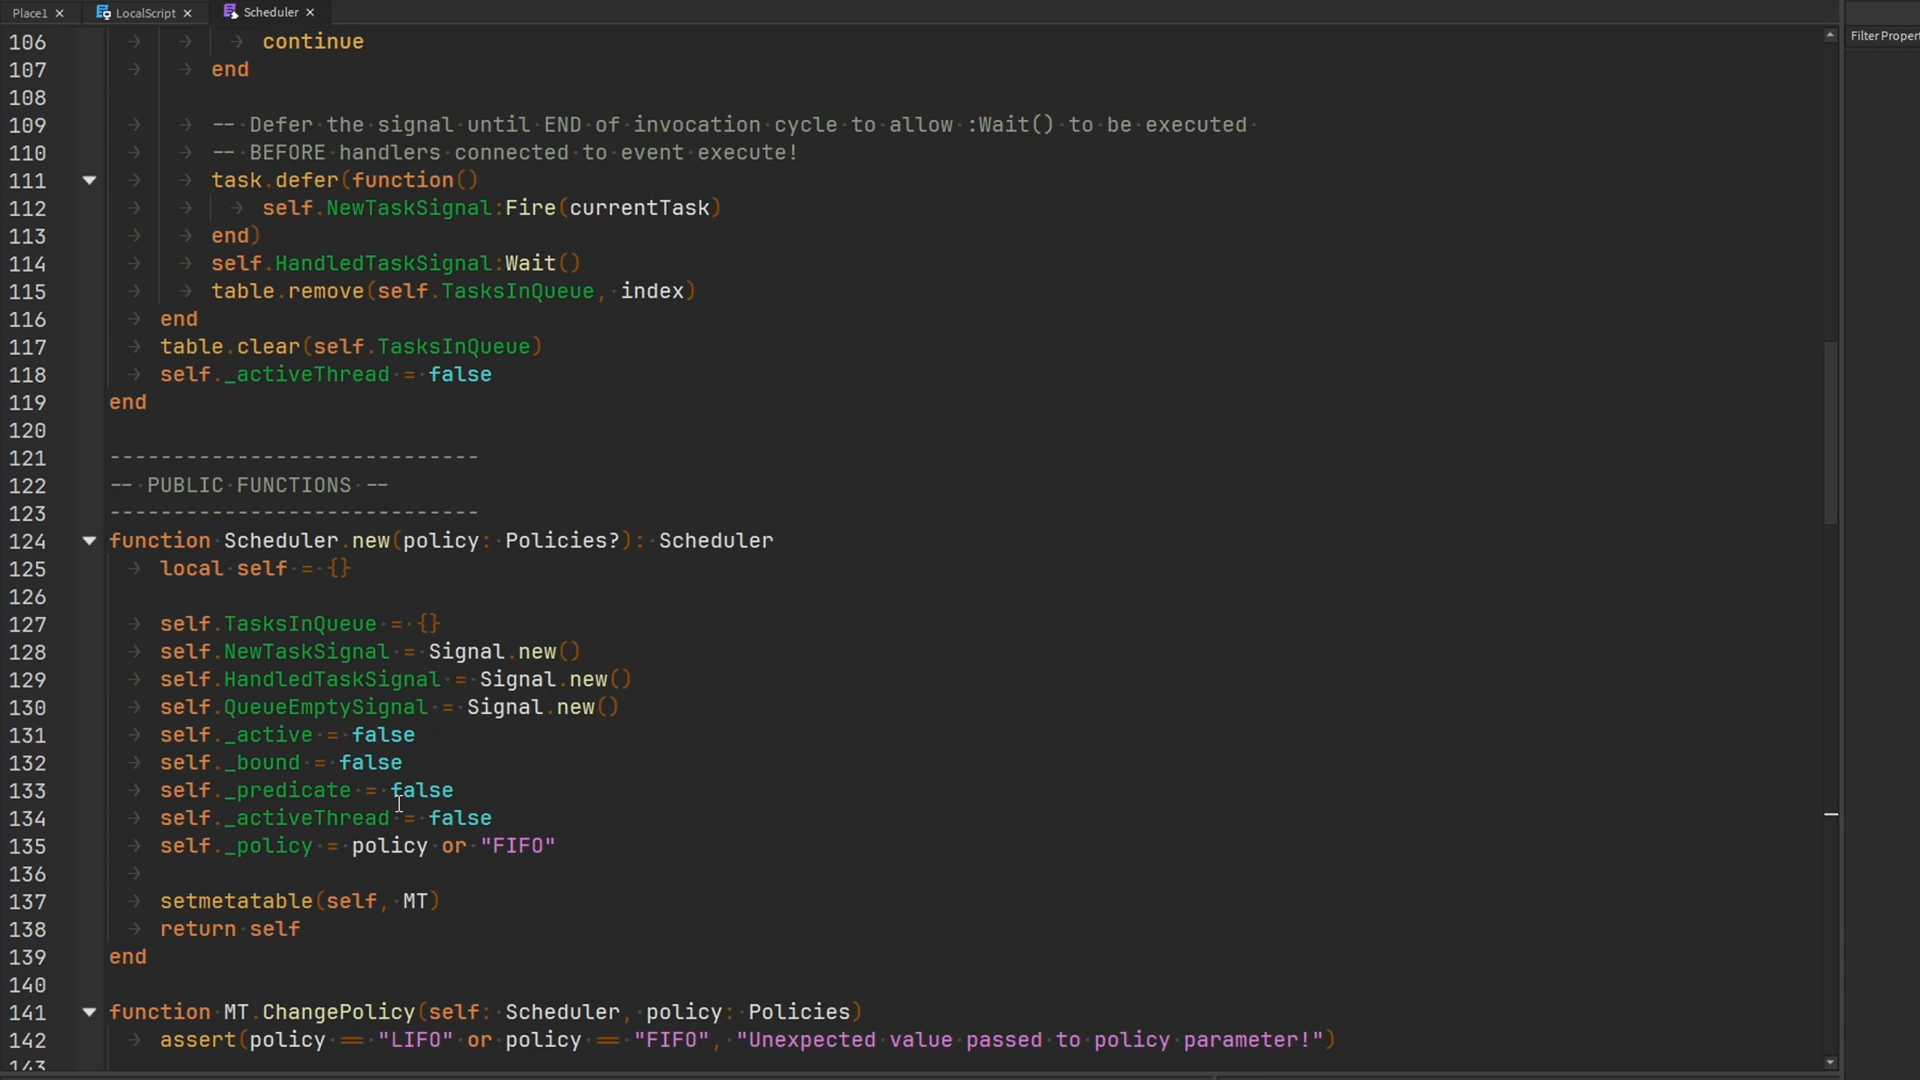 Place1 × LocalScript × Scheduler ×
Filter Propert
106 continue
107 end
108
109 -- Defer the signal until END of invocation cycle to allow :Wait() to be executed
110 -- BEFORE handlers connected to event execute!
111 task.defer(function()
112 self.NewTaskSignal:Fire(currentTask)
113 end)
114 self.HandledTaskSignal:Wait()
115 table.remove(self.TasksInQueue, index)
116 end
117 table.clear(self.TasksInQueue)
118 self._activeThread = false
119 end
120
121 -----------------------------
122 -- PUBLIC FUNCTIONS --
123 -----------------------------
124 function Scheduler.new(policy: Policies?): Scheduler
125 local self = {}
126
127 self.TasksInQueue = {}
128 self.NewTaskSignal = Signal.new()
129 self.HandledTaskSignal = Signal.new()
130 self.QueueEmptySignal = Signal.new()
131 self._active = false
132 self._bound = false
133 self._predicate = false
134 self._activeThread = false
135 self._policy = policy or "FIFO"
136
137 setmetatable(self, MT)
138 return self
139 end
140
141 function MT.ChangePolicy(self: Scheduler, policy: Policies)
142 assert(policy == "LIFO" or policy == "FIFO", "Unexpected value passed to policy parameter!")
143